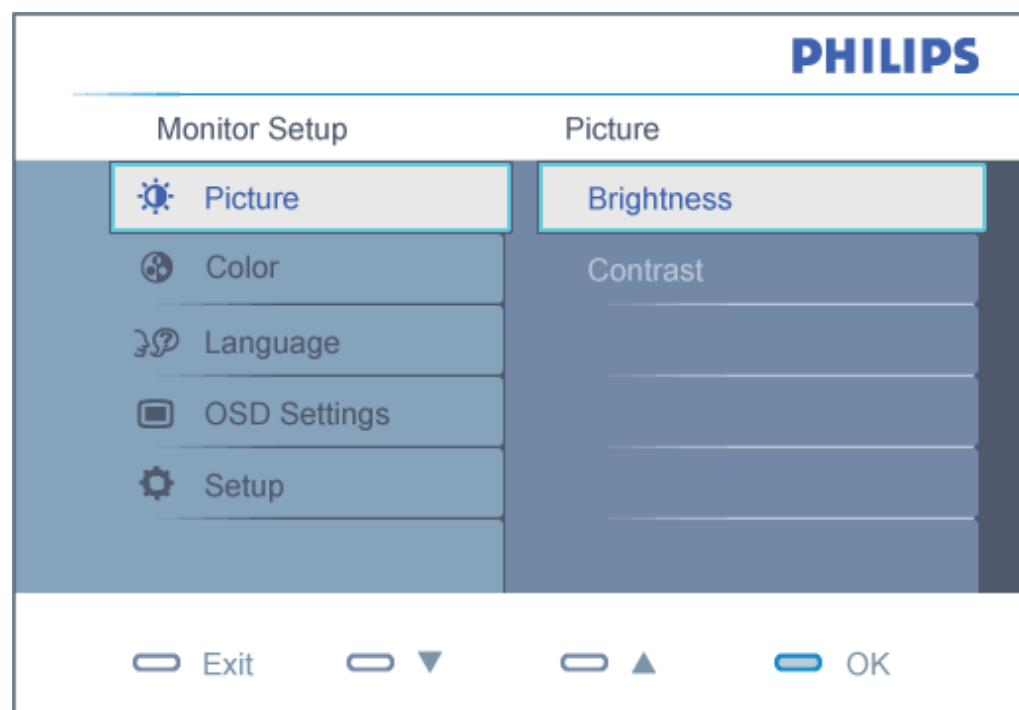 PHILIPS
Monitor Setup Picture
Picture Brightness
Color Contrast
Language
OSD Settings
Setup
Exit ▼ ▲ OK